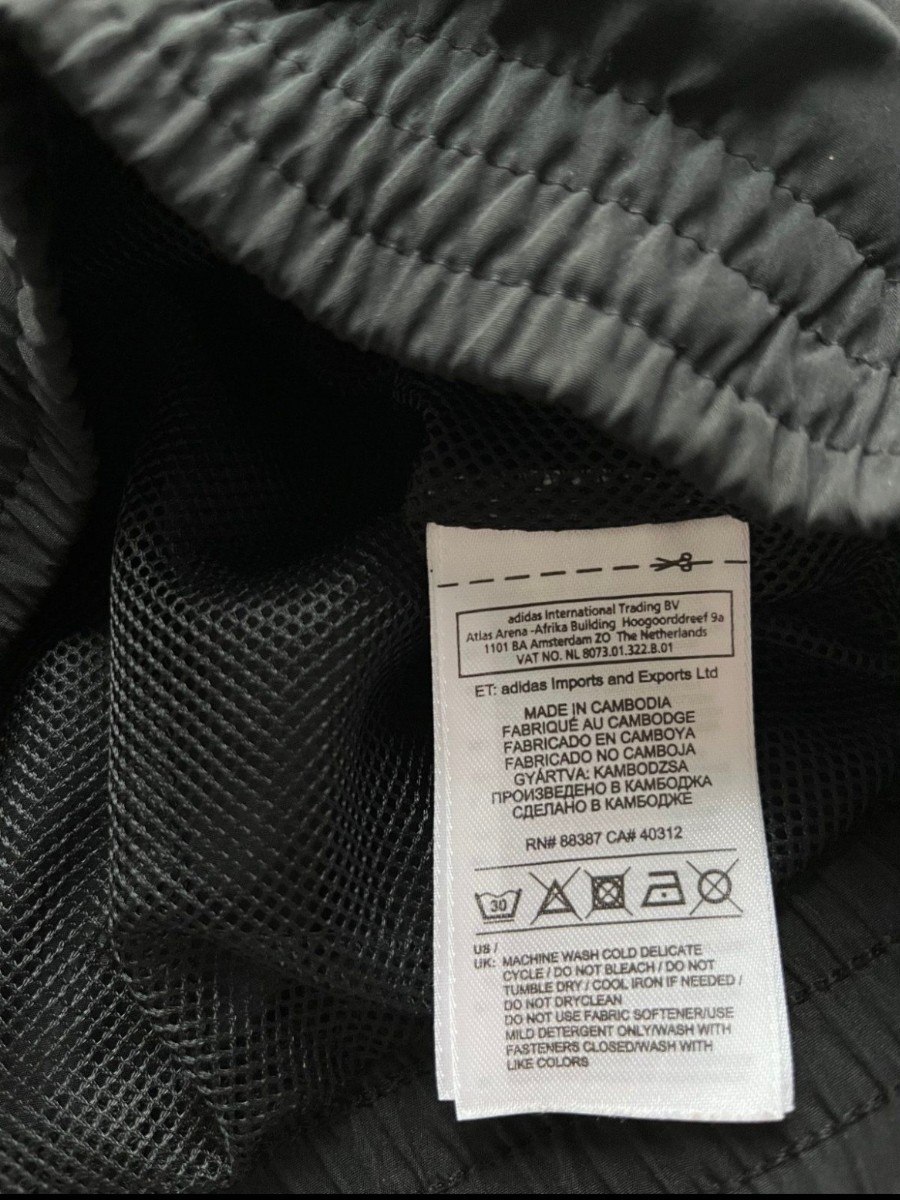 adidas International Trading BV
Atlas Arena -Afrika Building Hoogoorddreef 9a
1101 BA Amsterdam ZO The Netherlands
VAT NO. NL 8073.01.322.B.01
ET: adidas Imports and Exports Ltd
MADE IN CAMBODIA
FABRIQUÉ AU CAMBODGE
FABRICADO EN CAMBOYA
FABRICADO NO CAMBOJA
GYÁRTVA: KAMBODZSA
ПРОИЗВЕДЕНО В КАМБОДЖА
СДЕЛАНО В КАМБОДЖЕ
RN# 88387 CA# 40312
30
US /
UK: MACHINE WASH COLD DELICATE
CYCLE / DO NOT BLEACH / DO NOT
TUMBLE DRY / COOL IRON IF NEEDED /
DO NOT DRYCLEAN
DO NOT USE FABRIC SOFTENER/USE
MILD DETERGENT ONLY/WASH WITH
FASTENERS CLOSED/WASH WITH
LIKE COLORS